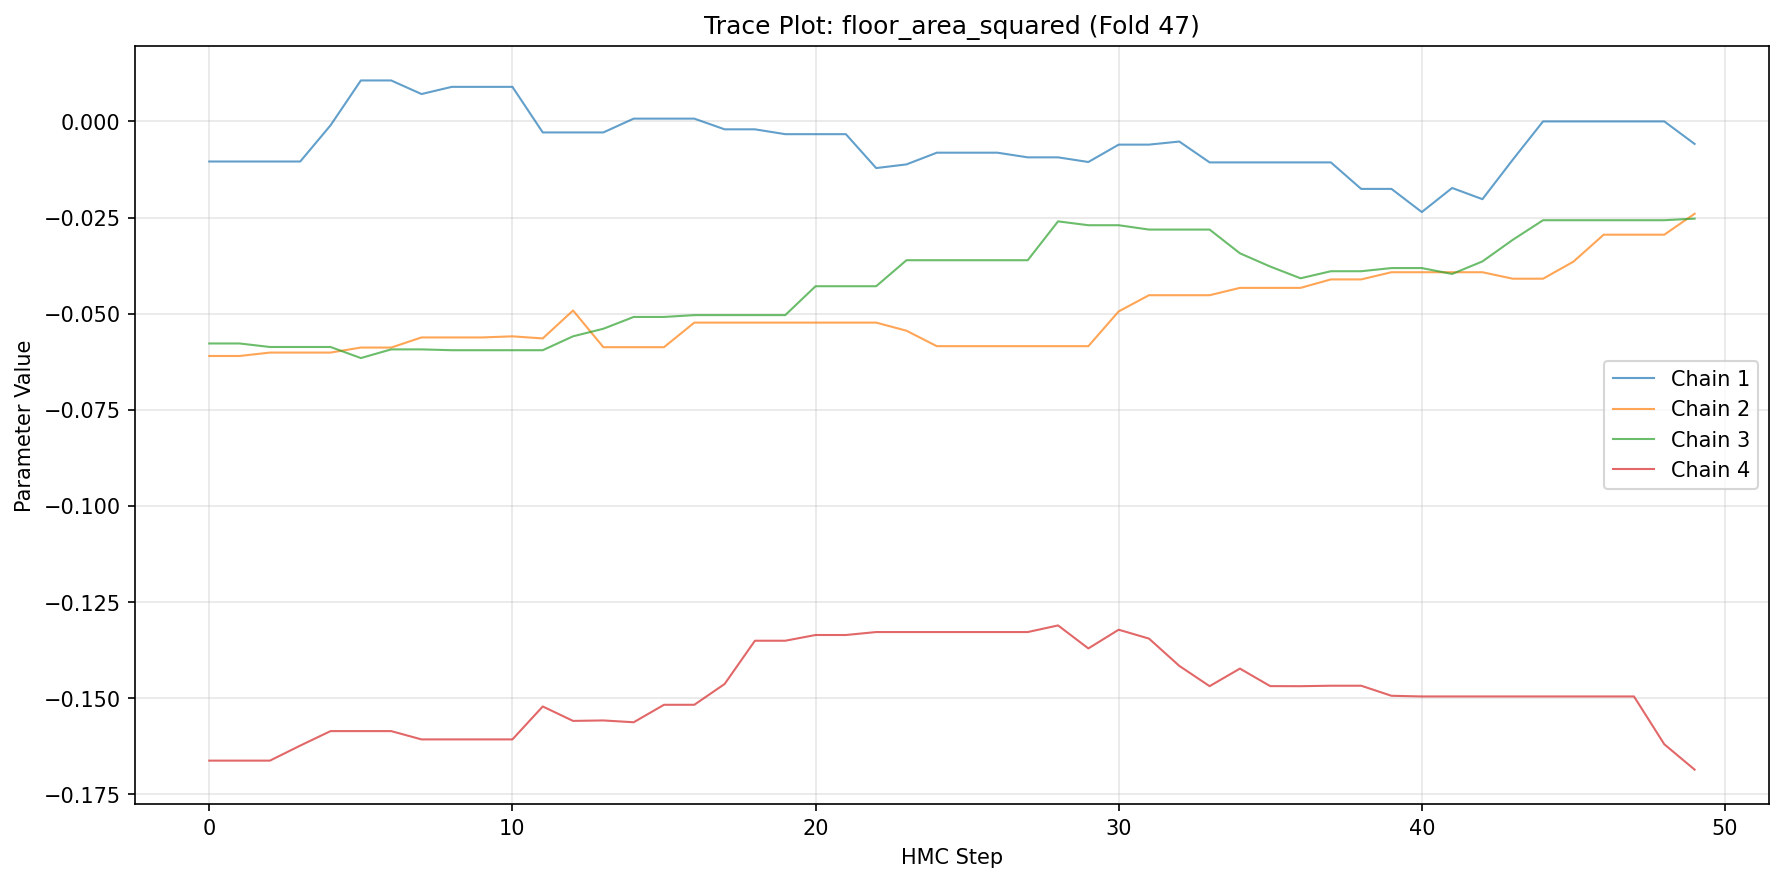 Trace Plot: floor_area_squared (Fold 47)
Parameter Value
0.000
−0.025
−0.050
−0.075
−0.100
−0.125
−0.150
−0.175
Chain 1
Chain 2
Chain 3
Chain 4
0 10 20 30 40 50
HMC Step